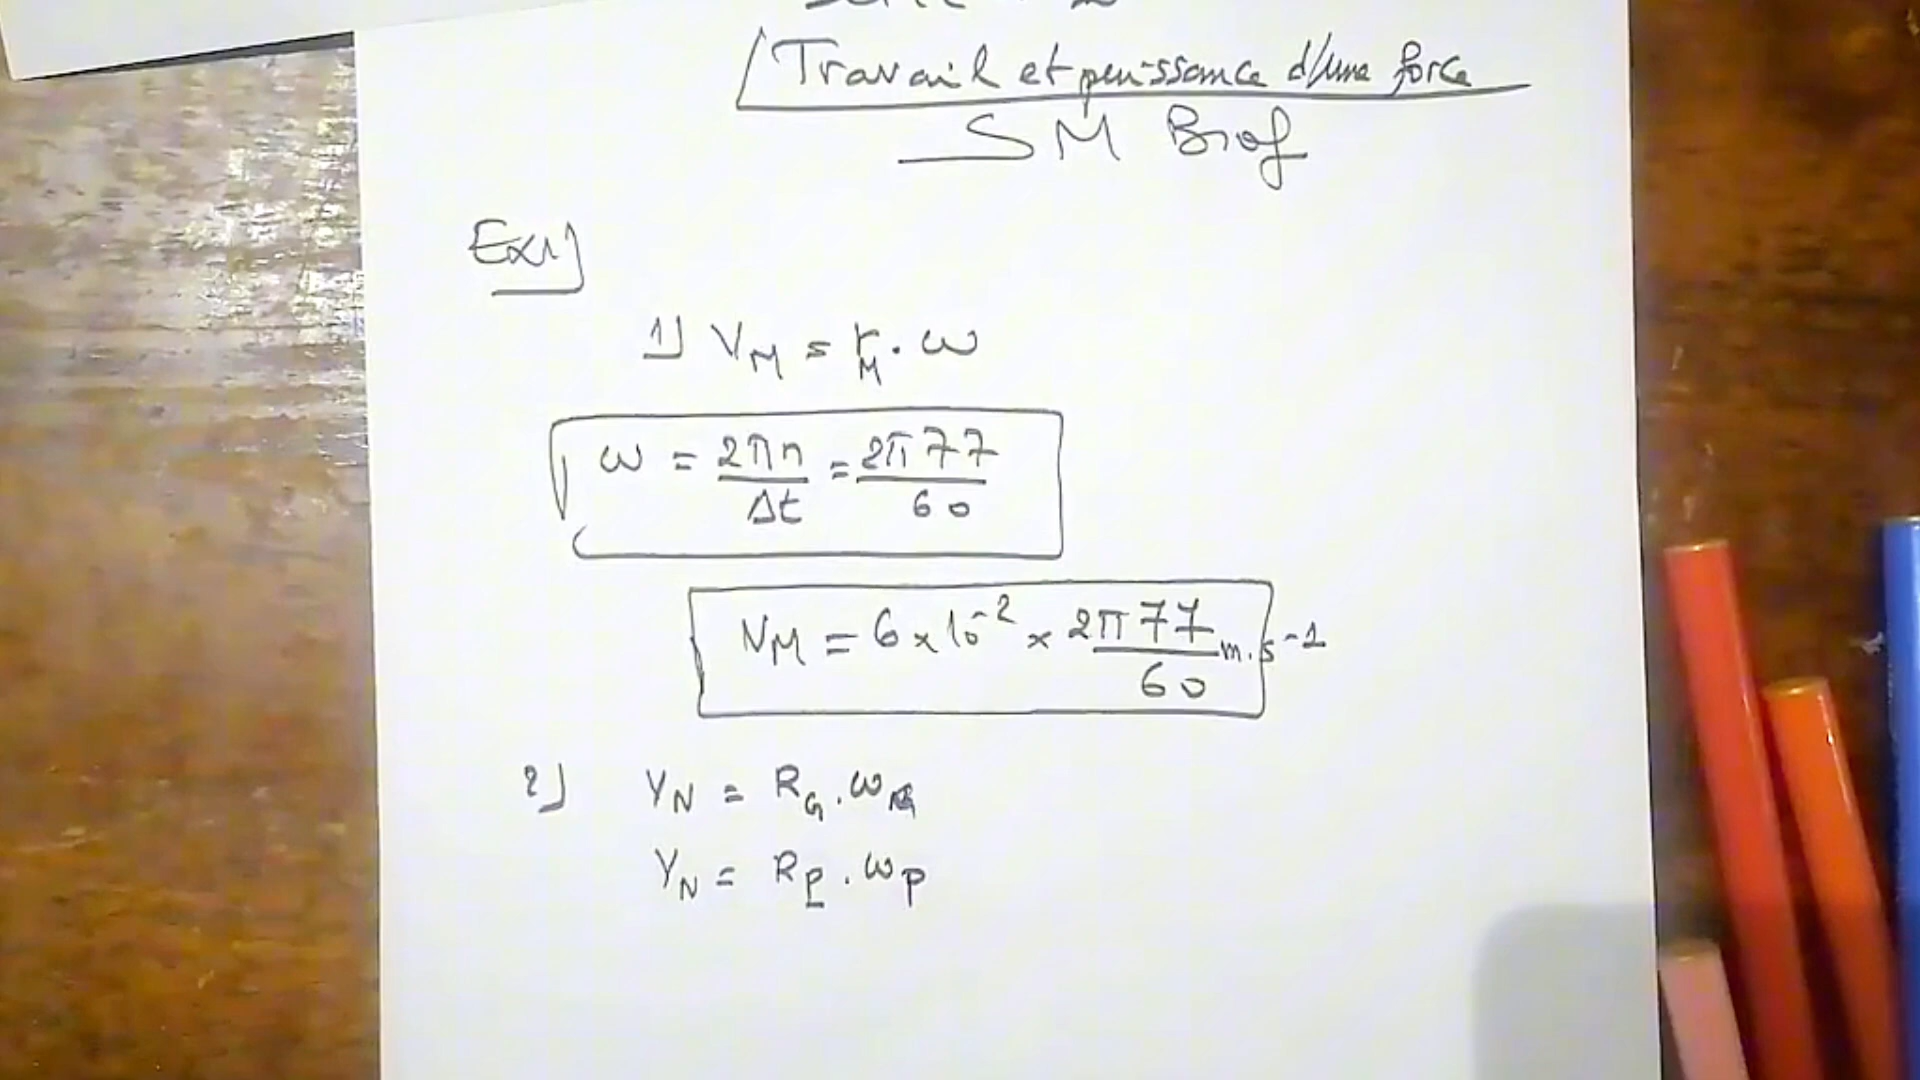 Travail et puissance d'une force
SM Biof
Ex1]
1) V_M = r_M . ω
ω = 2πn/Δt = 2π77/60
V_M = 6 × 10^-2 × 2π77/60 m.s^-1
2) V_N = R_G . ω_G
V_N = R_P . ω_P